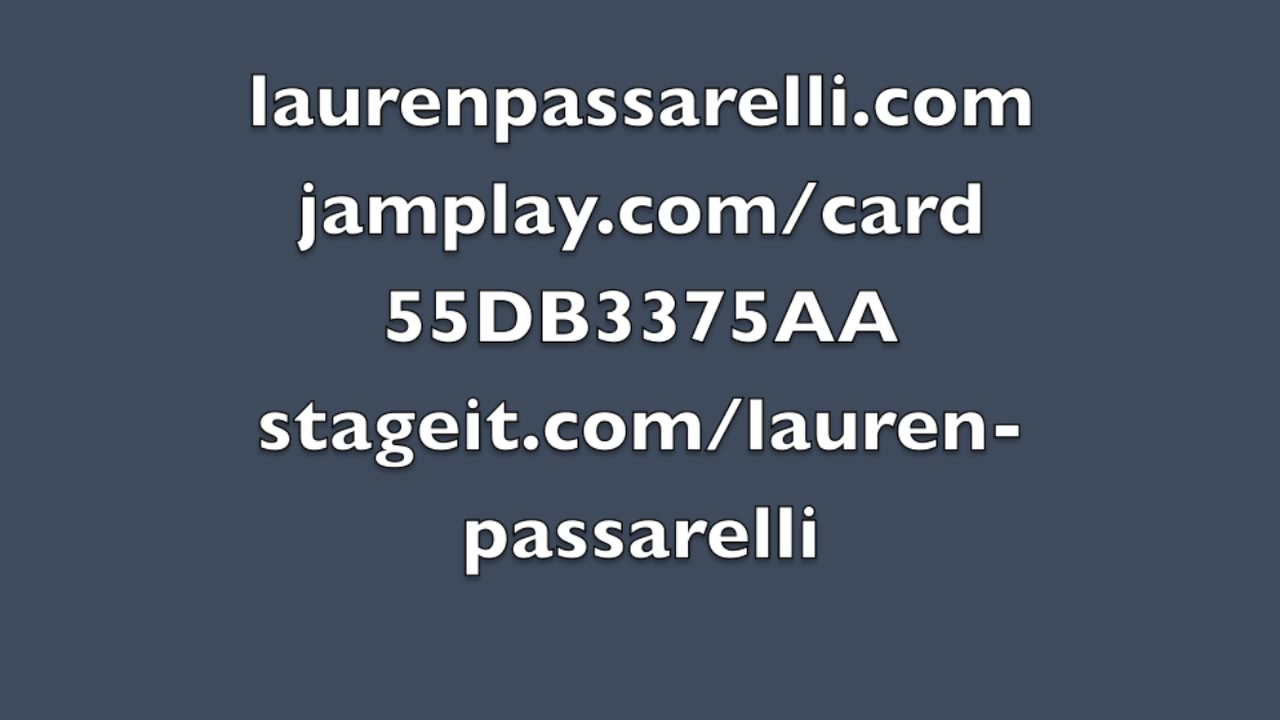 laurenpassarelli.com
jamplay.com/card
55DB3375AA
stageit.com/lauren-
passarelli